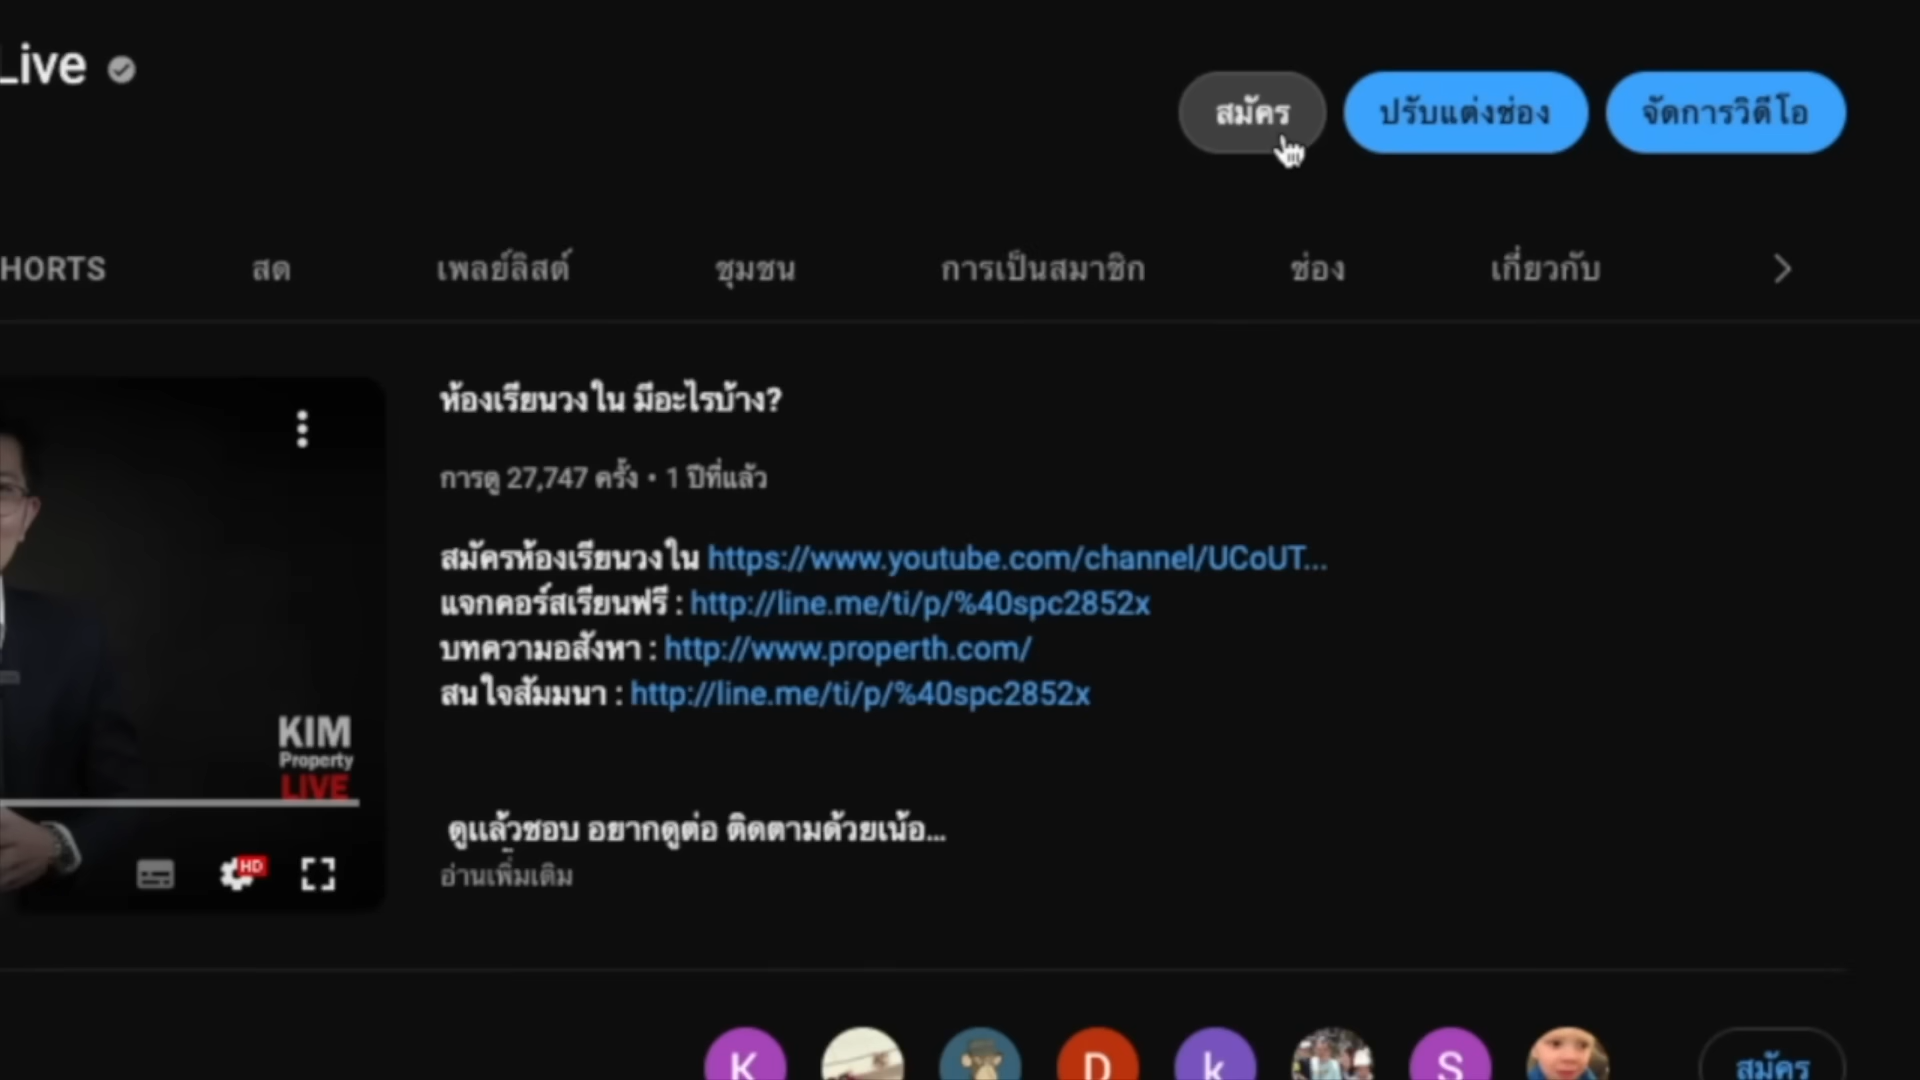 Live
สมัคร
ปรับแต่งช่อง
จัดการวิดีโอ
HORTS
สด
เพลย์ลิสต์
ชุมชน
การเป็นสมาชิก
ช่อง
เกี่ยวกับ
ห้องเรียนวงใน มีอะไรบ้าง?
การดู 27,747 ครั้ง • 1 ปีที่แล้ว
สมัครห้องเรียนวงใน https://www.youtube.com/channel/UCoUT...
แจกคอร์สเรียนฟรี : http://line.me/ti/p/%40spc2852x
บทความอสังหา : http://www.properth.com/
สนใจสัมมนา : http://line.me/ti/p/%40spc2852x
KIM
Property
LIVE
ดูแล้วชอบ อยากดูต่อ ติดตามด้วยเน้อ...
อ่านเพิ่มเติม
HD
K
D
k
S
สมัคร